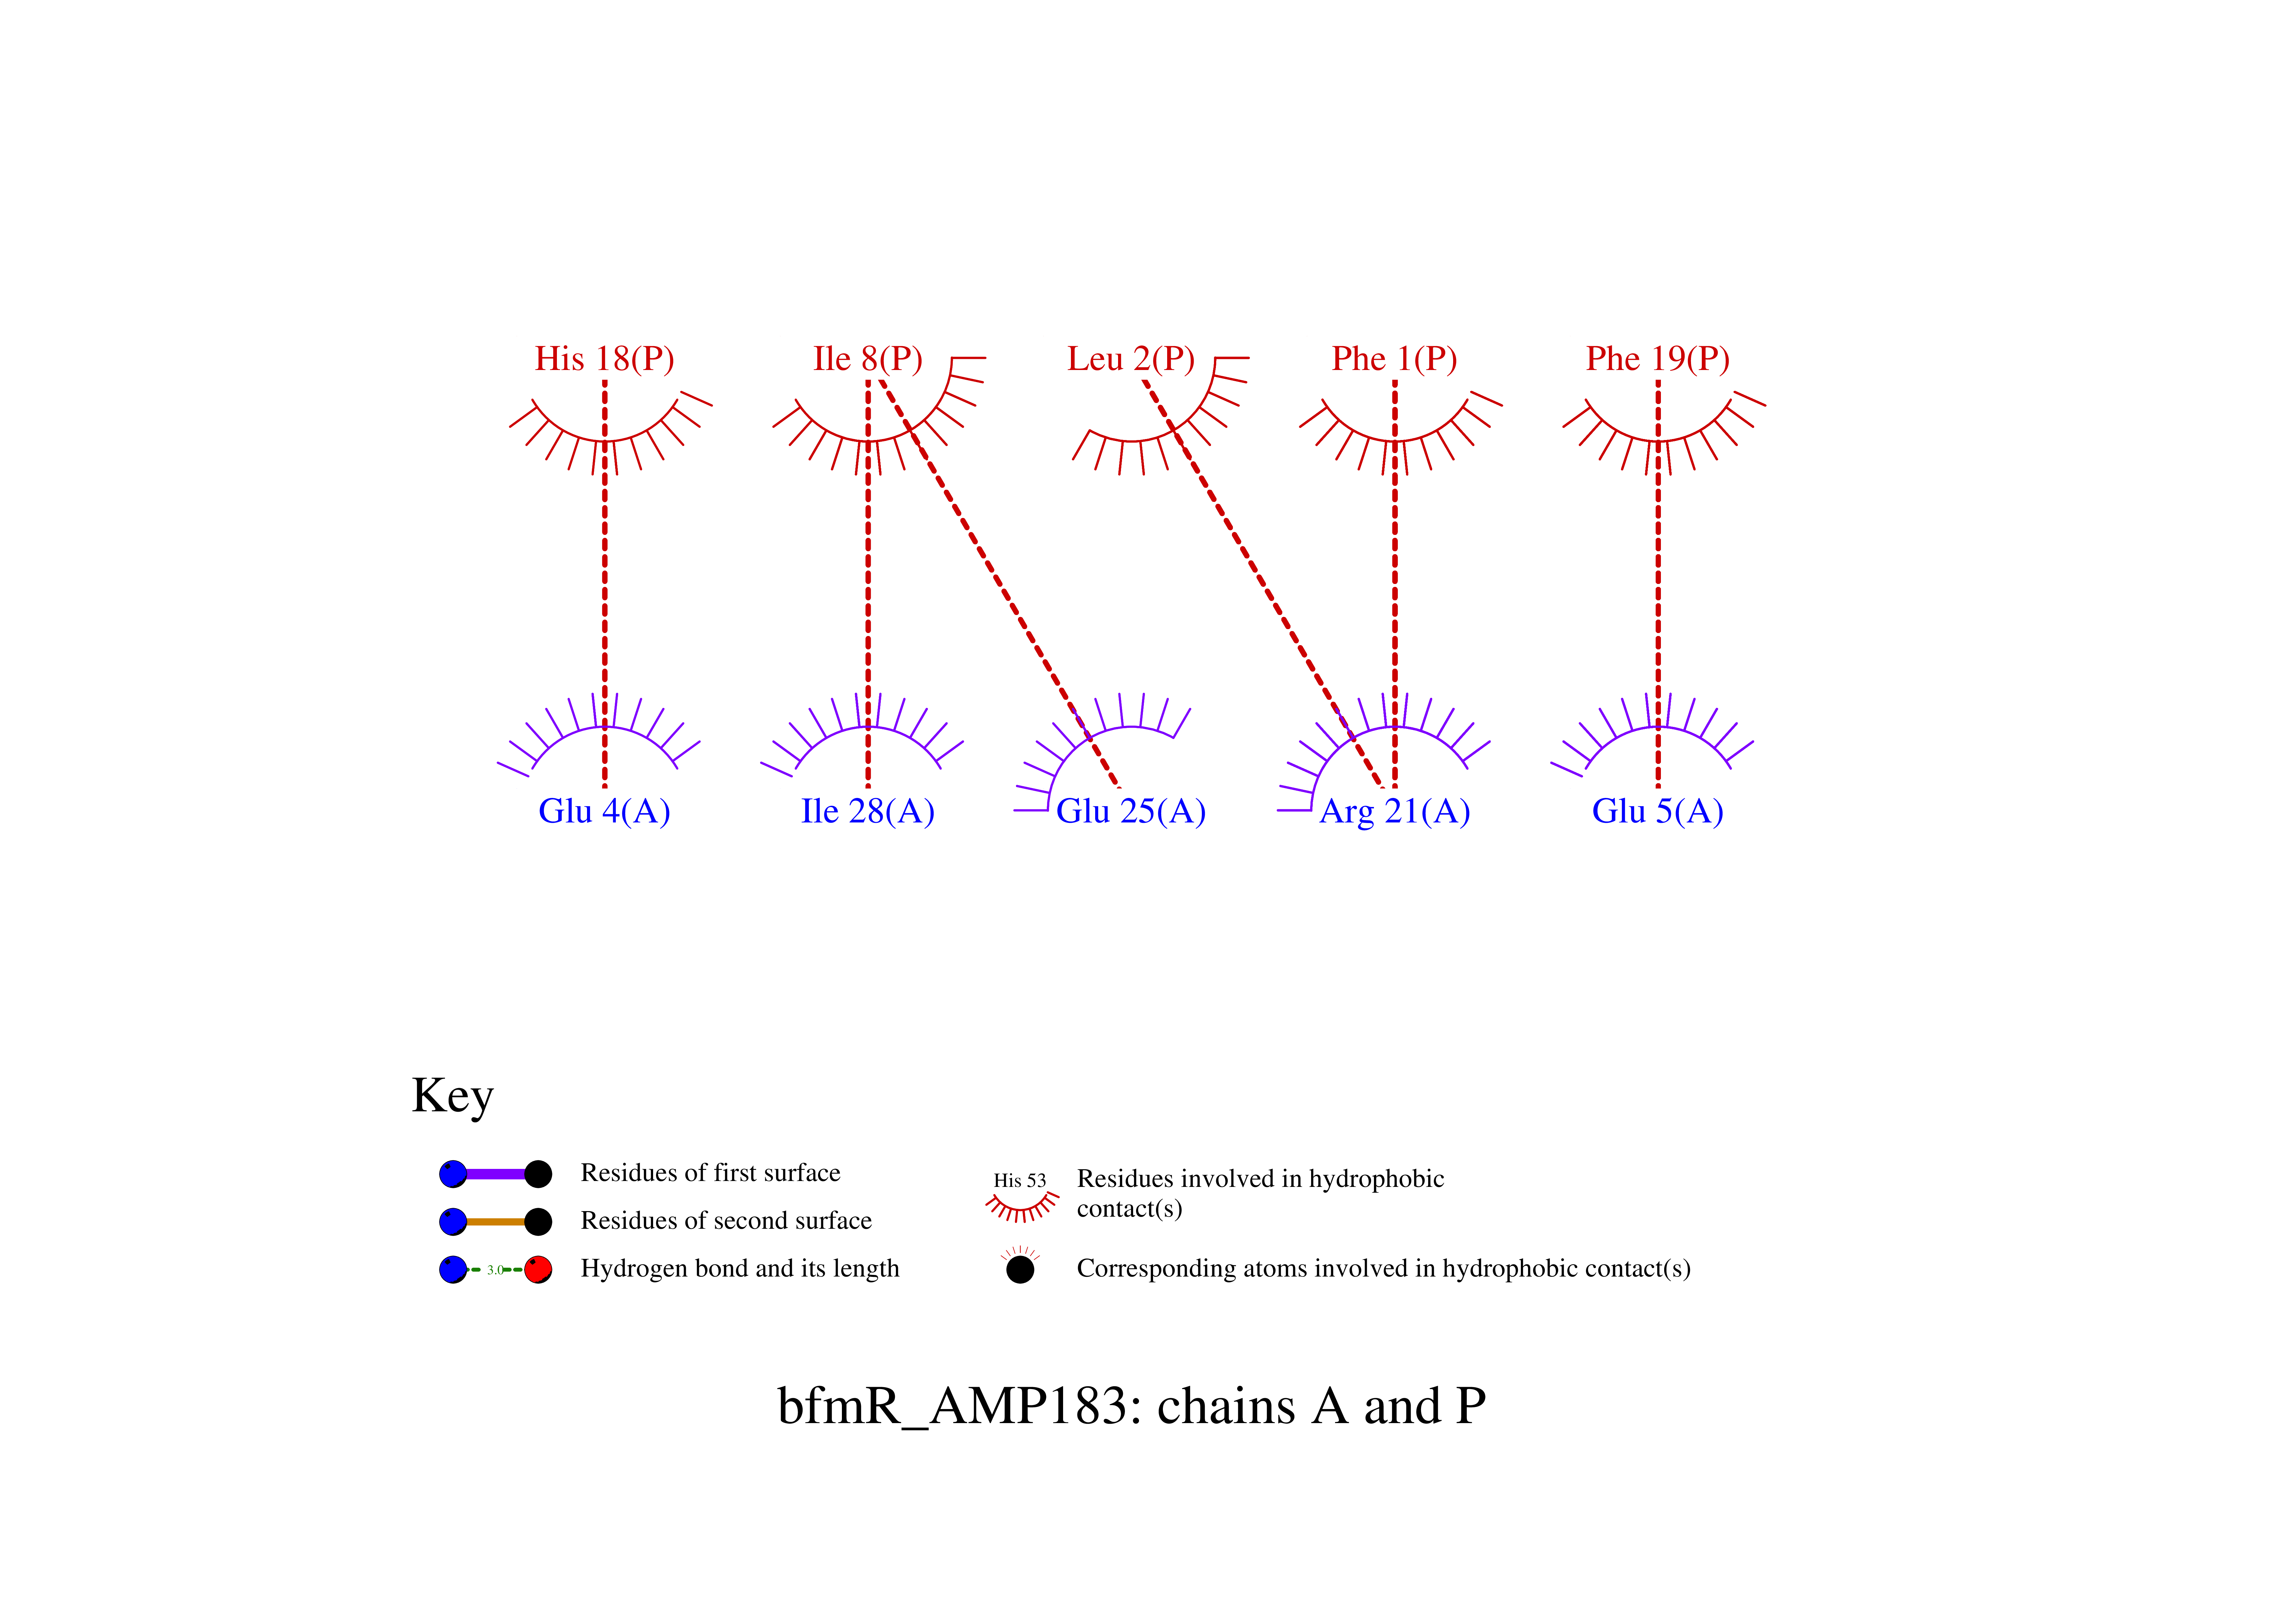 His 18(P) Ile 8(P) Leu 2(P) Phe 1(P) Phe 19(P)
Glu 4(A) Ile 28(A) Glu 25(A) Arg 21(A) Glu 5(A)
Key
Residues of first surface
Residues of second surface
3.0 Hydrogen bond and its length
His 53 Residues involved in hydrophobic
contact(s)
Corresponding atoms involved in hydrophobic contact(s)
bfmR_AMP183: chains A and P